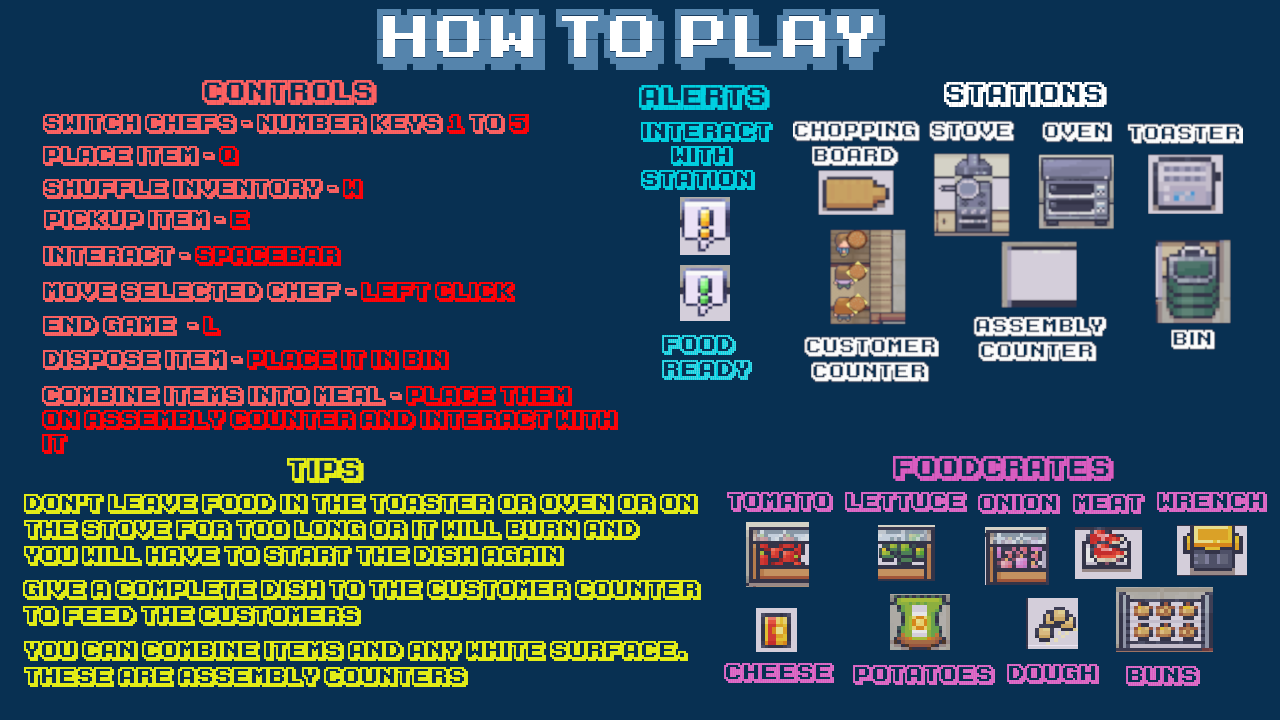 HOW TO PLAY
CONTROLS
SWITCH CHEFS - NUMBER KEYS 1 TO 5
PLACE ITEM - Q
SHUFFLE INVENTORY - W
PICKUP ITEM - E
INTERACT - SPACEBAR
MOVE SELECTED CHEF - LEFT CLICK
END GAME - L
DISPOSE ITEM - PLACE IT IN BIN
COMBINE ITEMS INTO MEAL - PLACE THEM
ON ASSEMBLY COUNTER AND INTERACT WITH
IT
ALERTS
INTERACT
WITH
STATION
FOOD
READY
STATIONS
CHOPPING
BOARD
STOVE
OVEN
TOASTER
CUSTOMER
COUNTER
ASSEMBLY
COUNTER
BIN
TIPS
DON'T LEAVE FOOD IN THE TOASTER OR OVEN OR ON
THE STOVE FOR TOO LONG OR IT WILL BURN AND
YOU WILL HAVE TO START THE DISH AGAIN
GIVE A COMPLETE DISH TO THE CUSTOMER COUNTER
TO FEED THE CUSTOMERS
YOU CAN COMBINE ITEMS AND ANY WHITE SURFACE.
THESE ARE ASSEMBLY COUNTERS
FOODCRATES
TOMATO LETTUCE ONION MEAT WRENCH
CHEESE POTATOES DOUGH BUNS